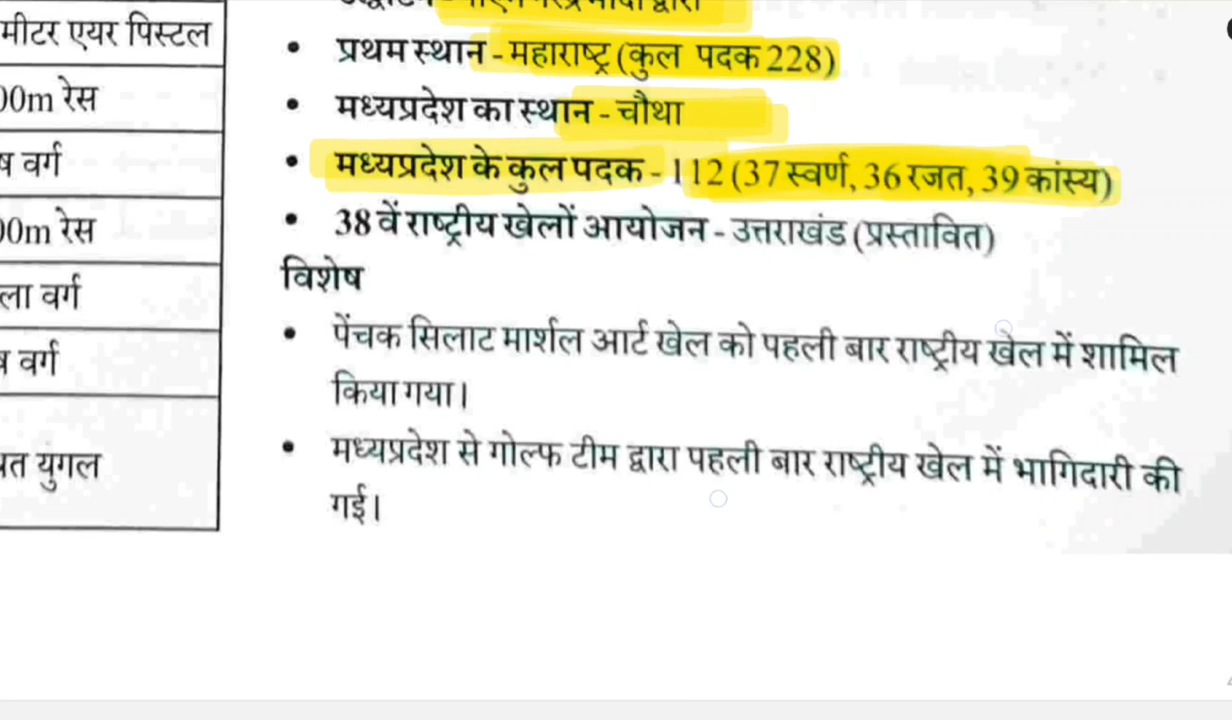 मीटर एयर पिस्टल
00m रेस
वर्ग
00m रेस
वर्ग
वर्ग
युगल
द्वारा
• प्रथम स्थान - महाराष्ट्र (कुल पदक 228)
• मध्यप्रदेश का स्थान - चौथा
• मध्यप्रदेश के कुल पदक - 112 (37 स्वर्ण, 36 रजत, 39 कांस्य)
• 38 वें राष्ट्रीय खेलों आयोजन - उत्तराखंड (प्रस्तावित)
विशेष
• पेंचक सिलाट मार्शल आर्ट खेल को पहली बार राष्ट्रीय खेल में शामिल
किया गया।
• मध्यप्रदेश से गोल्फ टीम द्वारा पहली बार राष्ट्रीय खेल में भागिदारी की
गई।